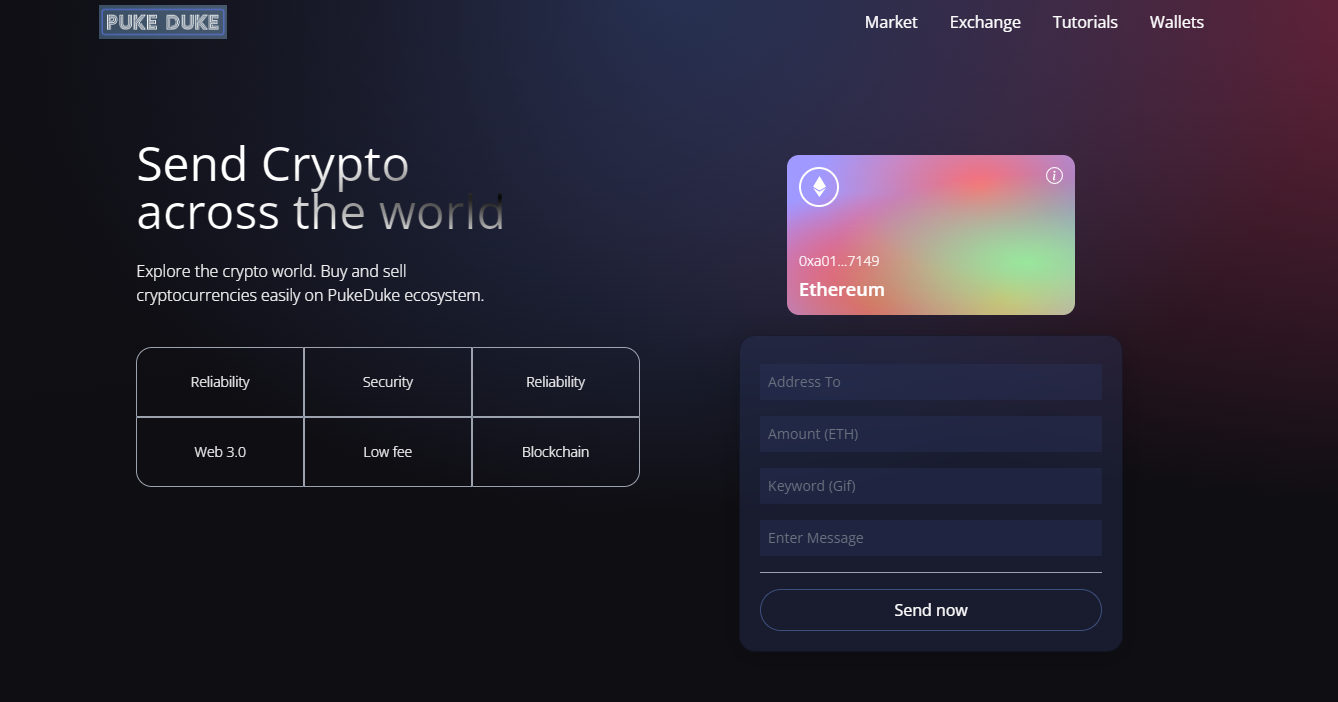 PUKE DUKE
Market Exchange Tutorials Wallets
Send Crypto
across the world
Explore the crypto world. Buy and sell
cryptocurrencies easily on PukeDuke ecosystem.
Reliability Security Reliability
Web 3.0 Low fee Blockchain
i
0xa01...7149
Ethereum
Address To
Amount (ETH)
Keyword (Gif)
Enter Message
Send now